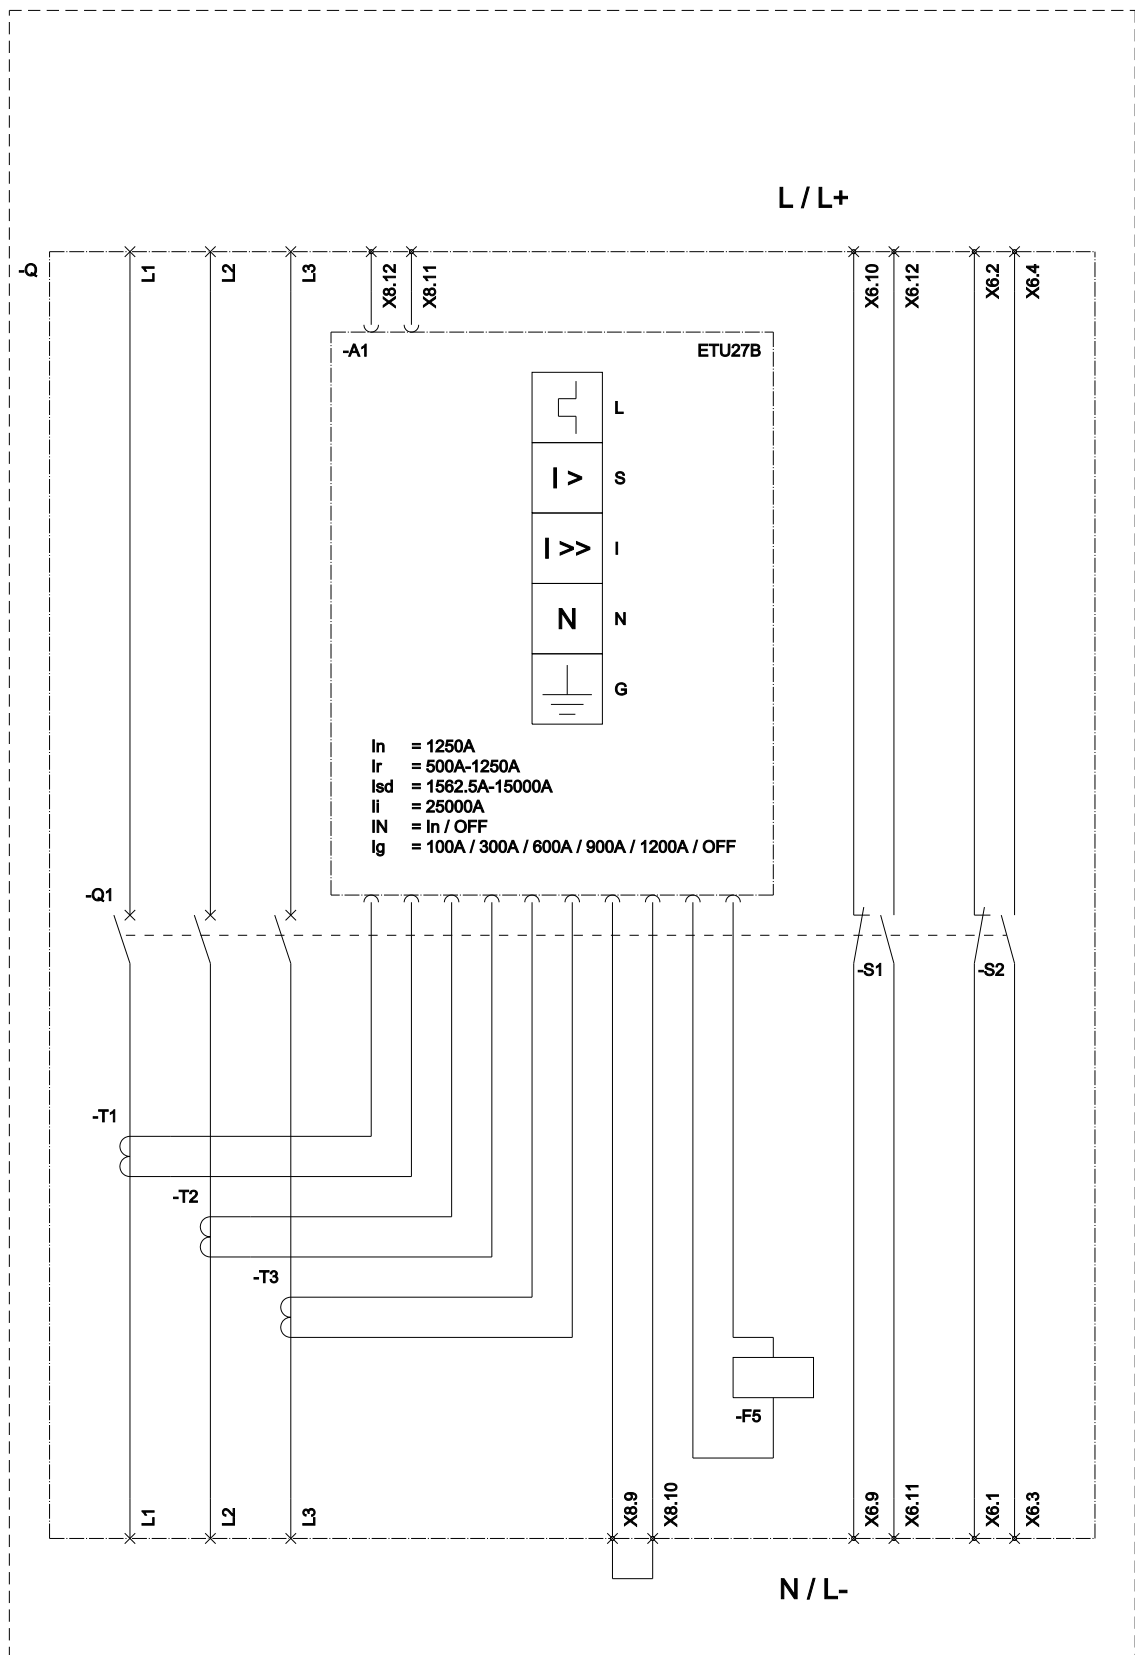 L / L+
-Q
L1
L2
L3
X8.12
X8.11
X6.10
X6.12
X6.2
X6.4
-A1
ETU27B
L
I > S
I >> I
N N
G
In = 1250A
Ir = 500A-1250A
Isd = 1562.5A-15000A
Ii = 25000A
IN = In / OFF
Ig = 100A / 300A / 600A / 900A / 1200A / OFF
-Q1
-S1
-S2
-T1
-T2
-T3
-F5
L1
L2
L3
X8.9
X8.10
X6.9
X6.11
X6.1
X6.3
N / L-